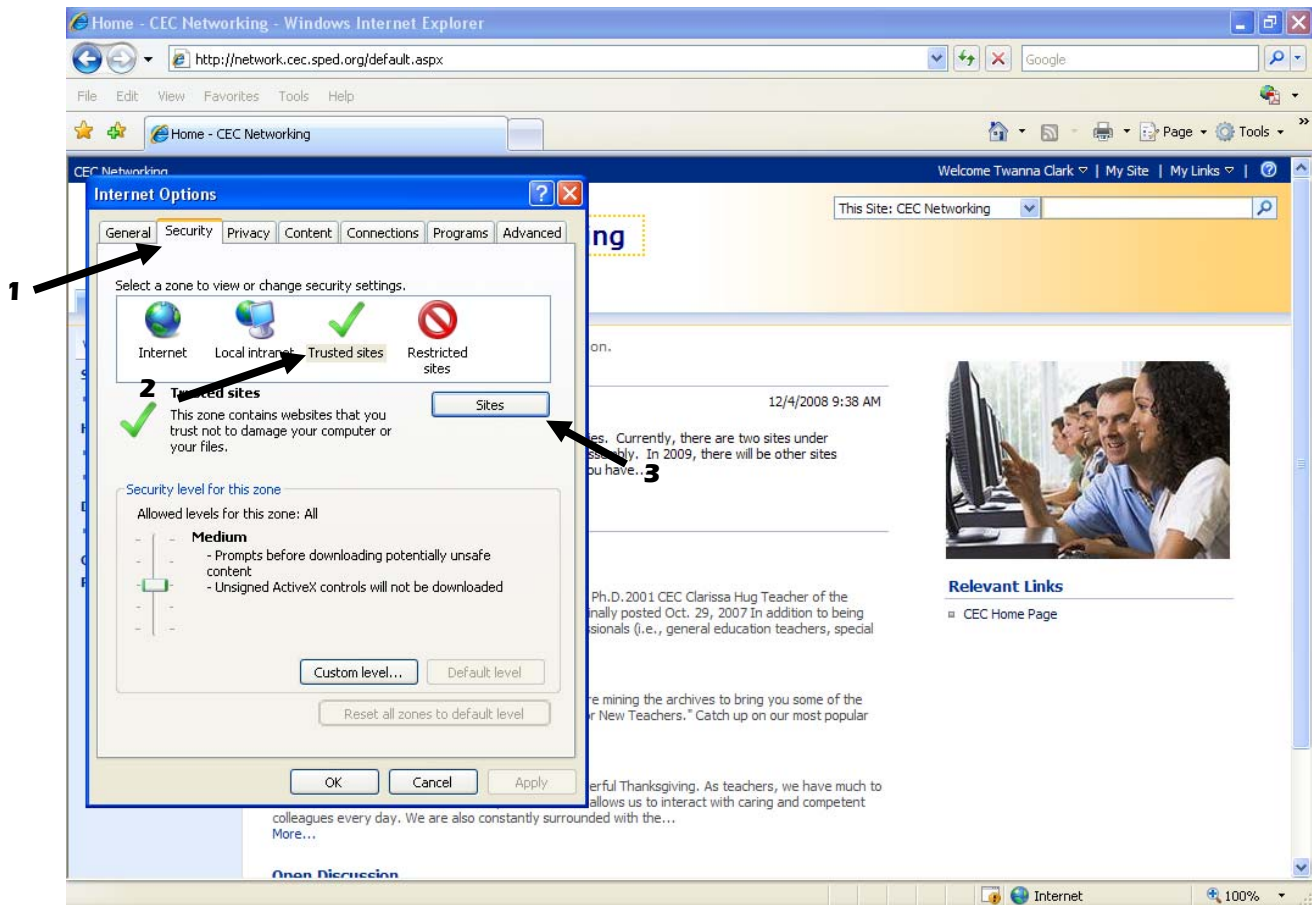 Home - CEC Networking - Windows Internet Explorer
http://network.cec.sped.org/default.aspx
Google
File Edit View Favorites Tools Help
Home - CEC Networking
Page Tools
CEC Networking
Welcome Twanna Clark | My Site | My Links |
This Site: CEC Networking
ing
Internet Options
General Security Privacy Content Connections Programs Advanced
1
Select a zone to view or change security settings.
Internet Local intranet Trusted sites Restricted sites
2
Trusted sites
This zone contains websites that you
trust not to damage your computer or
your files.
Sites
3
Security level for this zone
Allowed levels for this zone: All
Medium
- Prompts before downloading potentially unsafe
content
- Unsigned ActiveX controls will not be downloaded
Custom level... Default level
Reset all zones to default level
OK Cancel Apply
on.
12/4/2008 9:38 AM
es. Currently, there are two sites under
ssembly. In 2009, there will be other sites
ou have...
Ph.D.2001 CEC Clarissa Hug Teacher of the
inally posted Oct. 29, 2007 In addition to being
ssionals (i.e., general education teachers, special
re mining the archives to bring you some of the
or New Teachers." Catch up on our most popular
erful Thanksgiving. As teachers, we have much to
allows us to interact with caring and competent
colleagues every day. We are also constantly surrounded with the...
More...
Open Discussion
Relevant Links
CEC Home Page
Internet
100%